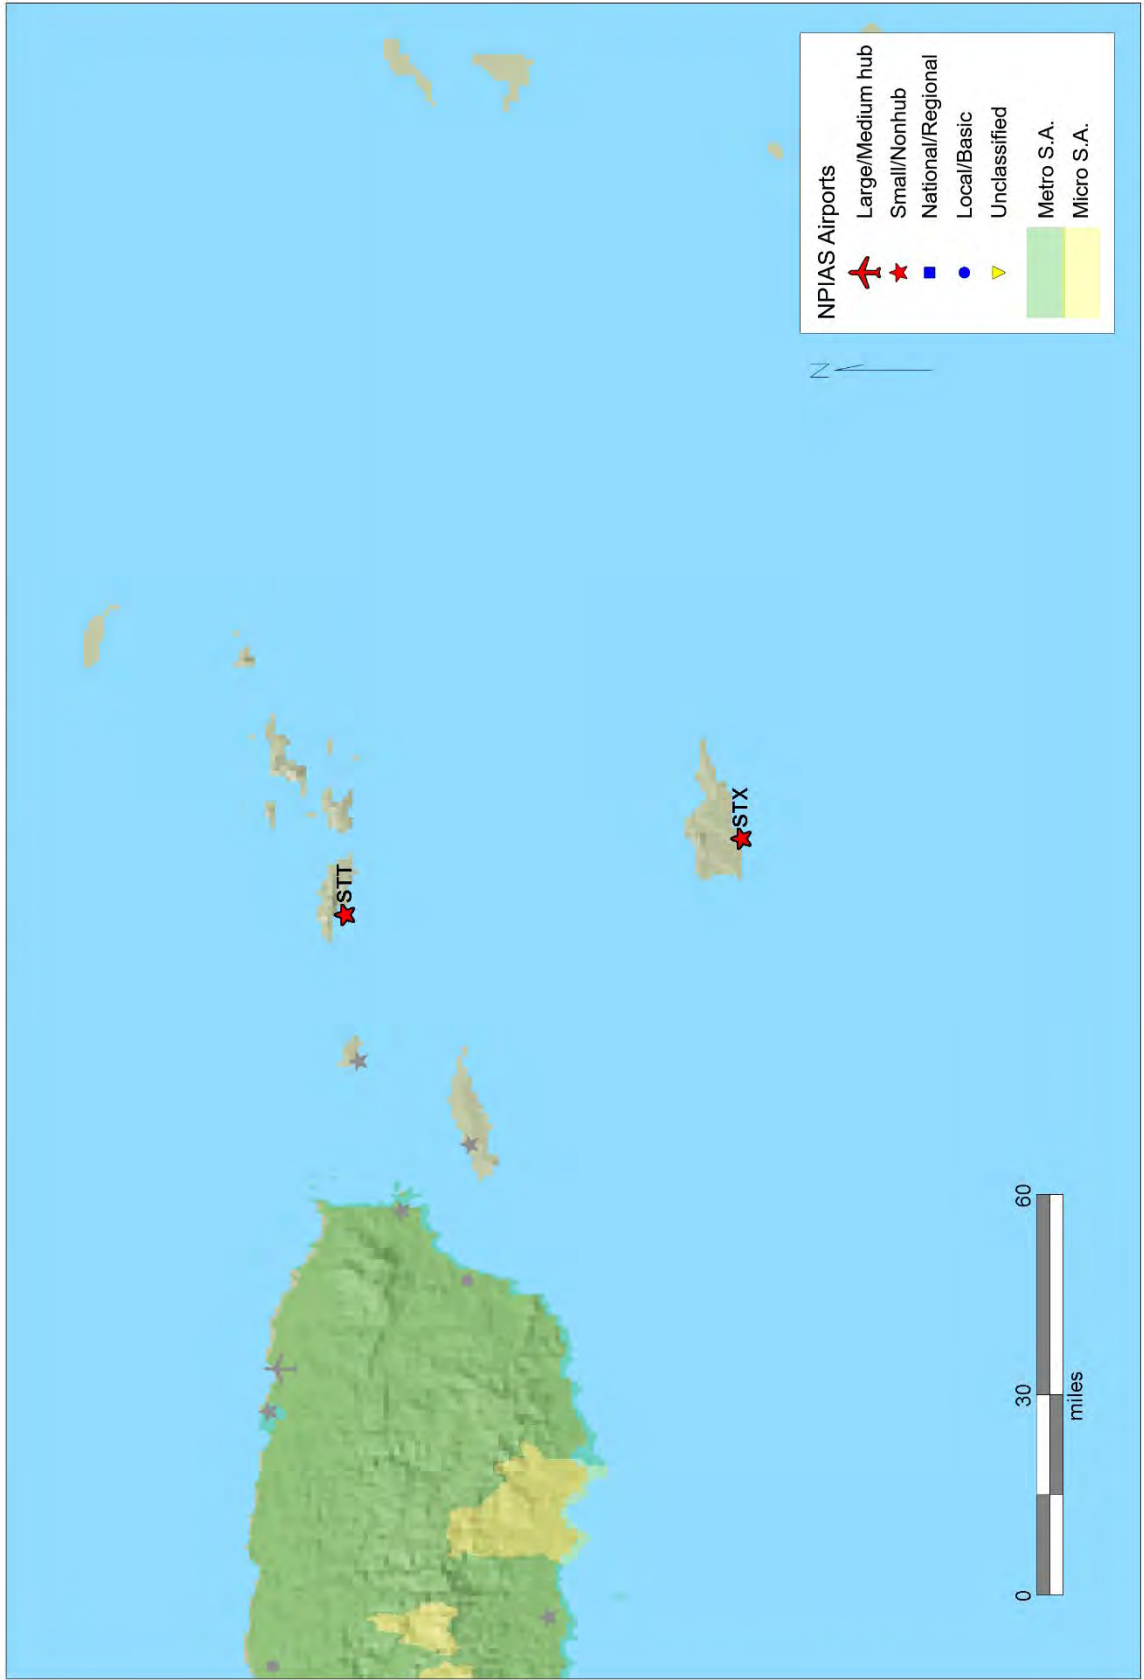 STT
STX
N
NPIAS Airports
Large/Medium hub
Small/Nonhub
National/Regional
Local/Basic
Unclassified
Metro S.A.
Micro S.A.
0 30 60
miles